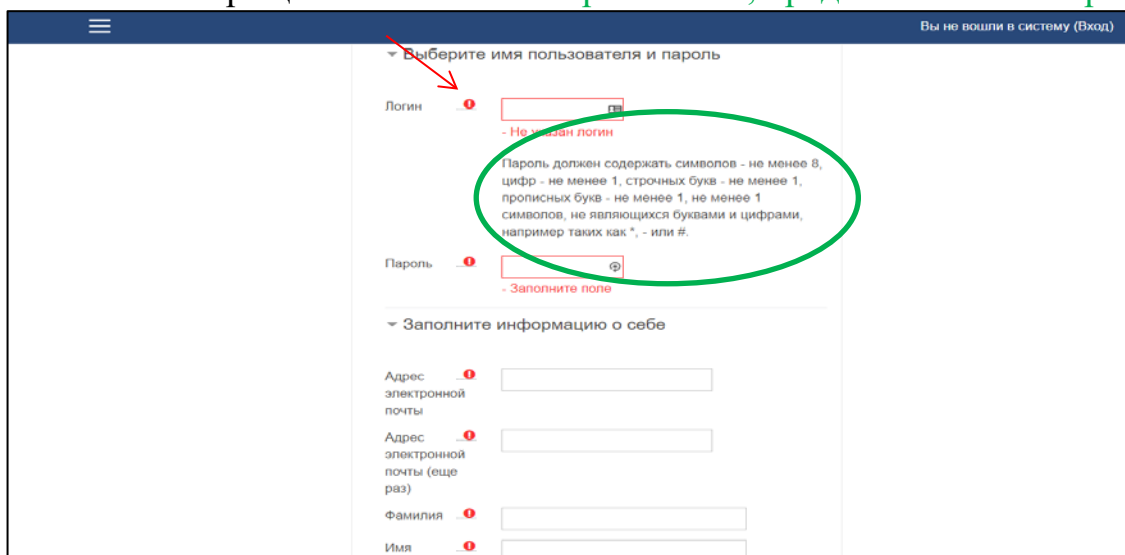 Вы не вошли в систему (Вход)
Выберите имя пользователя и пароль
Логин
- Не указан логин
Пароль должен содержать символов - не менее 8,
цифр - не менее 1, строчных букв - не менее 1,
прописных букв - не менее 1, не менее 1
символов, не являющихся буквами и цифрами,
например таких как *, - или #.
Пароль
- Заполните поле
Заполните информацию о себе
Адрес
электронной
почты
Адрес
электронной
почты (еще
раз)
Фамилия
Имя